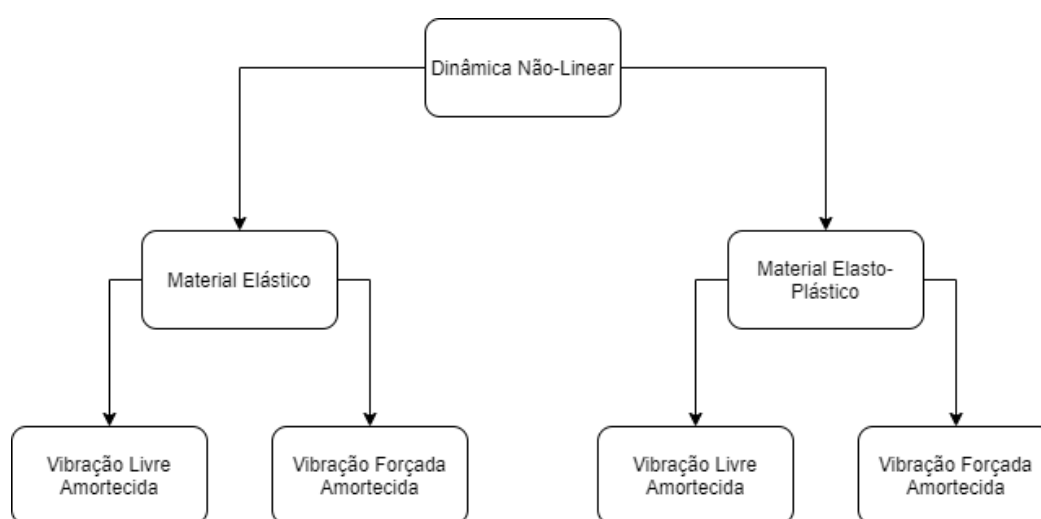 Dinâmica Não-Linear
Material Elástico
Material Elasto-
Plástico
Vibração Livre
Amortecida
Vibração Forçada
Amortecida
Vibração Livre
Amortecida
Vibração Forçada
Amortecida